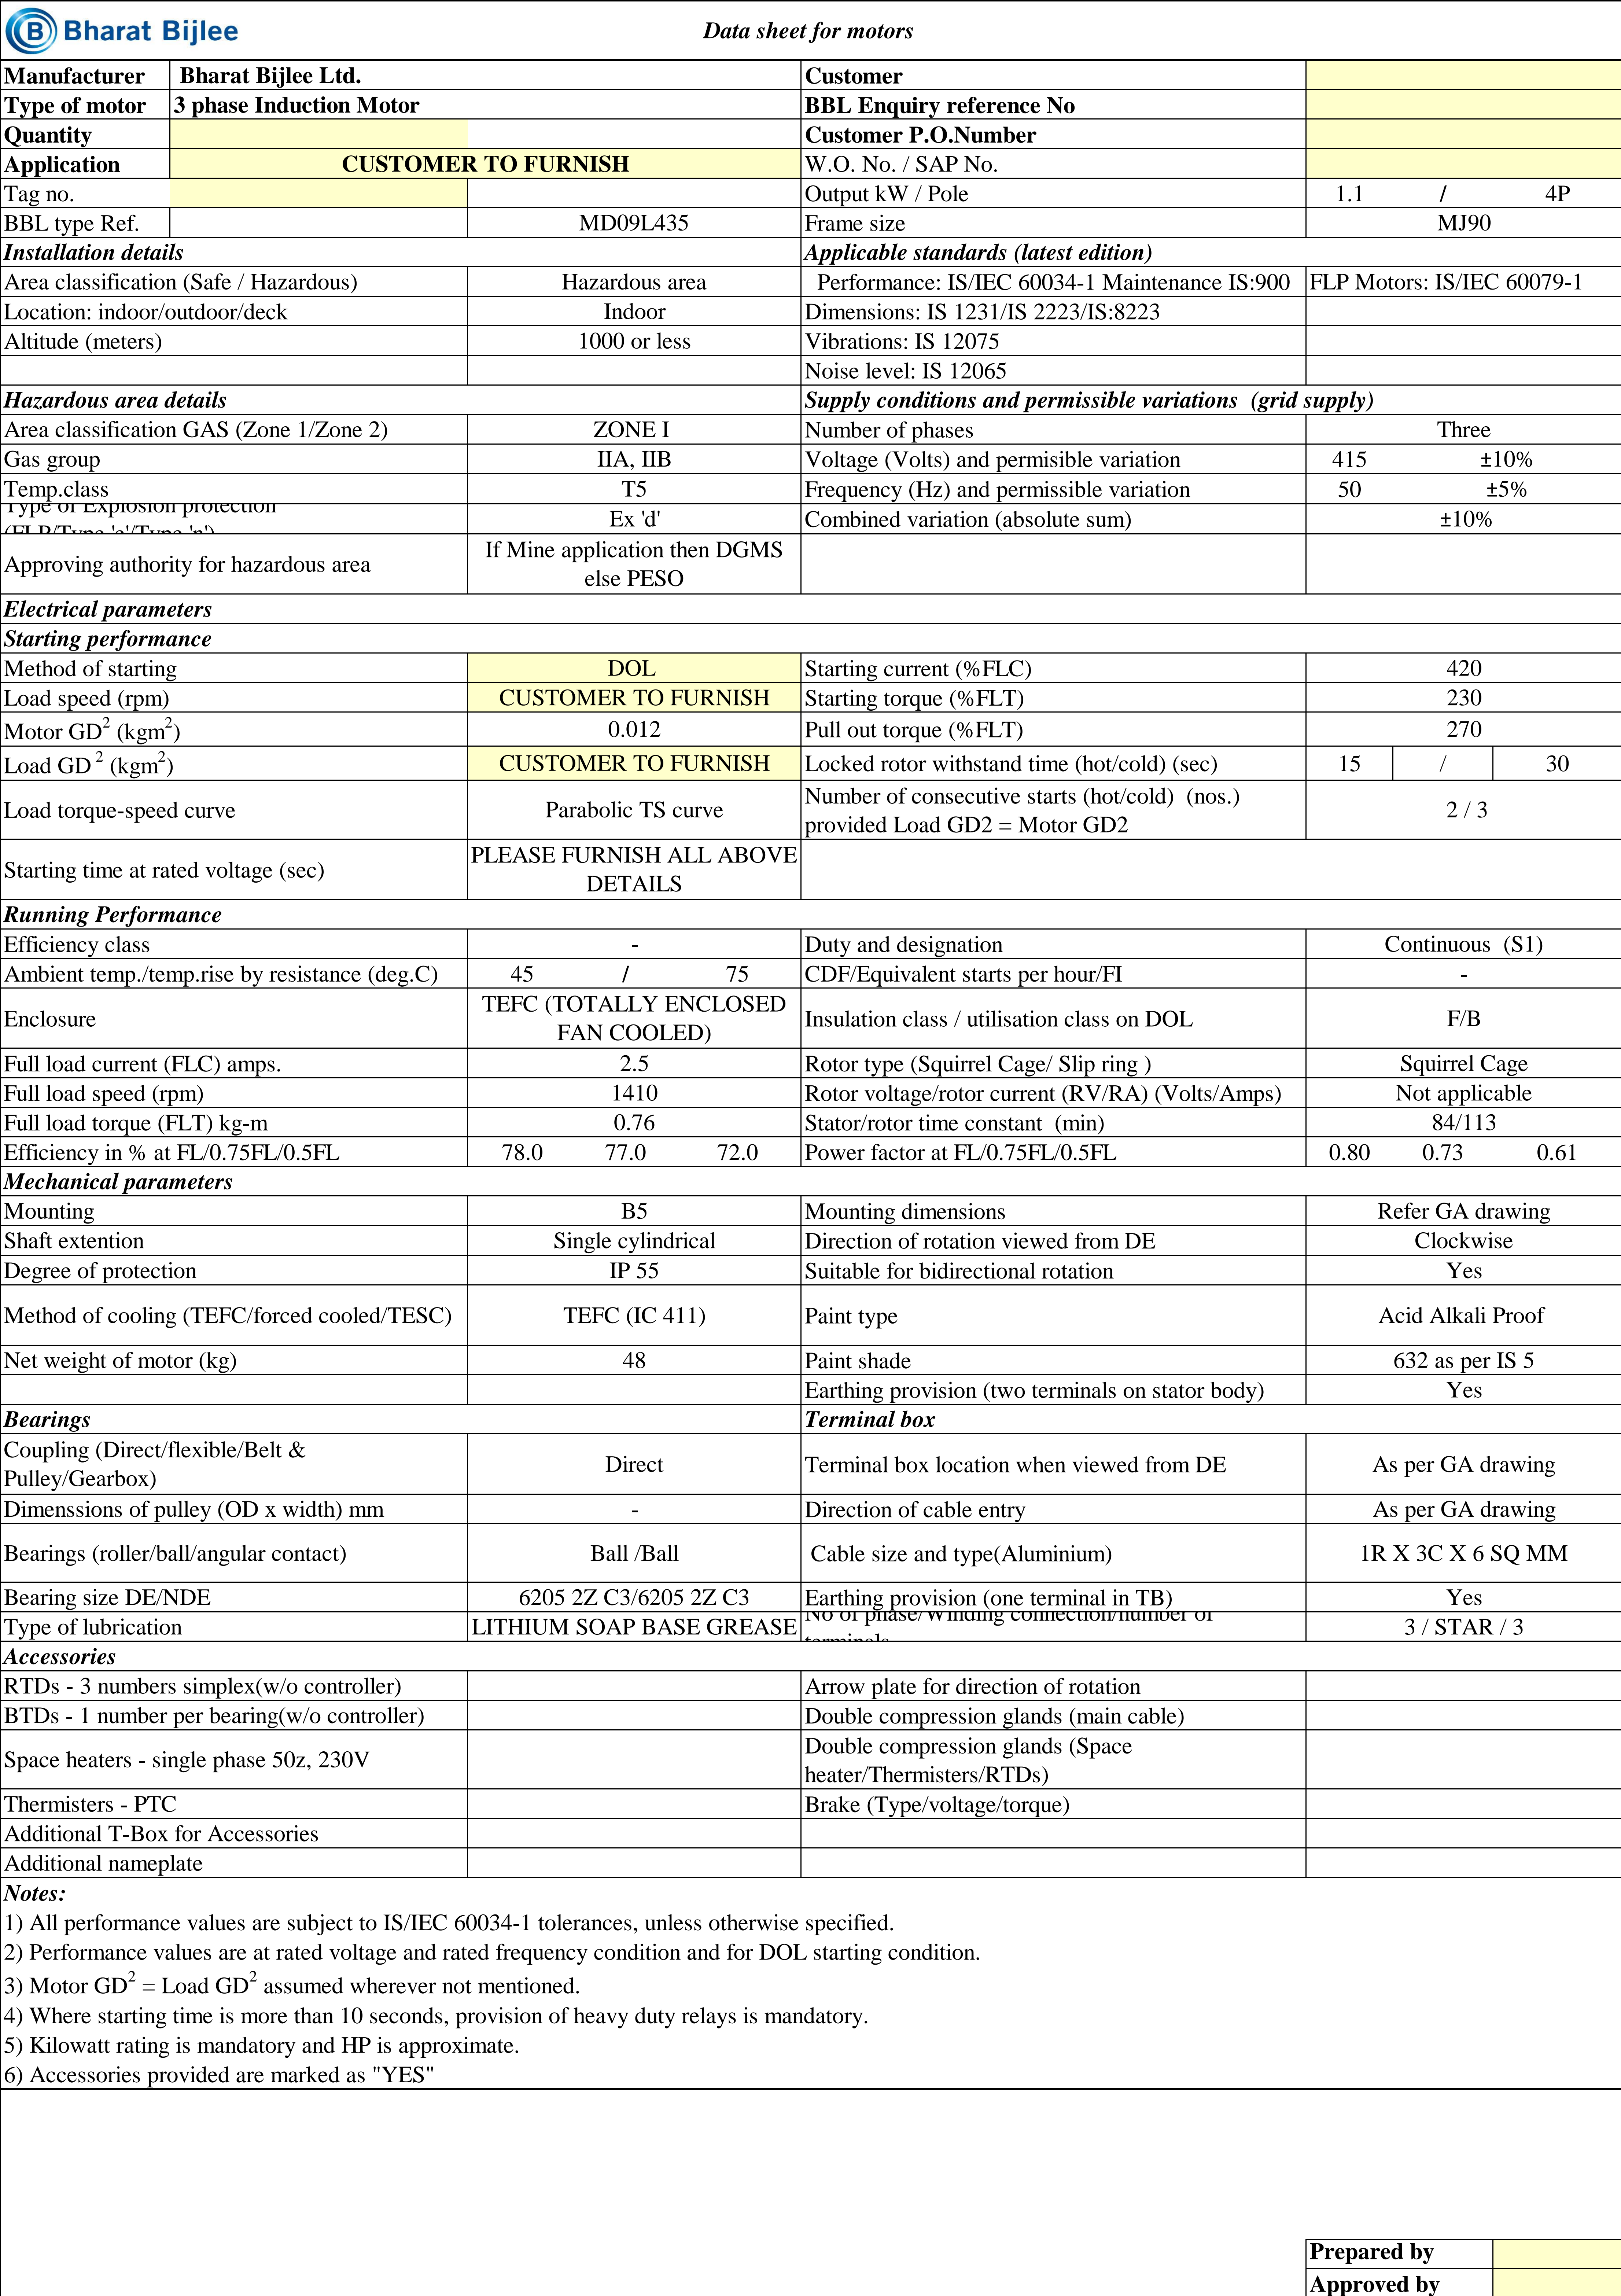 B Bharat Bijlee Data sheet for motors
Manufacturer Bharat Bijlee Ltd. Customer
Type of motor 3 phase Induction Motor BBL Enquiry reference No
Quantity Customer P.O.Number
Application CUSTOMER TO FURNISH W.O. No. / SAP No.
Tag no. Output kW / Pole 1.1 / 4P
BBL type Ref. MD09L435 Frame size MJ90
Installation details Applicable standards (latest edition)
Area classification (Safe / Hazardous) Hazardous area Performance: IS/IEC 60034-1 Maintenance IS:900 FLP Motors: IS/IEC 60079-1
Location: indoor/outdoor/deck Indoor Dimensions: IS 1231/IS 2223/IS:8223
Altitude (meters) 1000 or less Vibrations: IS 12075
Noise level: IS 12065
Hazardous area details Supply conditions and permissible variations (grid supply)
Area classification GAS (Zone 1/Zone 2) ZONE I Number of phases Three
Gas group IIA, IIB Voltage (Volts) and permisible variation 415 ±10%
Temp.class T5 Frequency (Hz) and permissible variation 50 ±5%
Type of Explosion protection
(FLP/Type 'e'/Type 'n') Ex 'd' Combined variation (absolute sum) ±10%
Approving authority for hazardous area If Mine application then DGMS
else PESO
Electrical parameters
Starting performance
Method of starting DOL Starting current (%FLC) 420
Load speed (rpm) CUSTOMER TO FURNISH Starting torque (%FLT) 230
Motor GD² (kgm²) 0.012 Pull out torque (%FLT) 270
Load GD ² (kgm²) CUSTOMER TO FURNISH Locked rotor withstand time (hot/cold) (sec) 15 / 30
Load torque-speed curve Parabolic TS curve Number of consecutive starts (hot/cold) (nos.)
provided Load GD2 = Motor GD2 2 / 3
Starting time at rated voltage (sec) PLEASE FURNISH ALL ABOVE
DETAILS
Running Performance
Efficiency class - Duty and designation Continuous (S1)
Ambient temp./temp.rise by resistance (deg.C) 45 / 75 CDF/Equivalent starts per hour/FI -
Enclosure TEFC (TOTALLY ENCLOSED
FAN COOLED) Insulation class / utilisation class on DOL F/B
Full load current (FLC) amps. 2.5 Rotor type (Squirrel Cage/ Slip ring ) Squirrel Cage
Full load speed (rpm) 1410 Rotor voltage/rotor current (RV/RA) (Volts/Amps) Not applicable
Full load torque (FLT) kg-m 0.76 Stator/rotor time constant (min) 84/113
Efficiency in % at FL/0.75FL/0.5FL 78.0 77.0 72.0 Power factor at FL/0.75FL/0.5FL 0.80 0.73 0.61
Mechanical parameters
Mounting B5 Mounting dimensions Refer GA drawing
Shaft extention Single cylindrical Direction of rotation viewed from DE Clockwise
Degree of protection IP 55 Suitable for bidirectional rotation Yes
Method of cooling (TEFC/forced cooled/TESC) TEFC (IC 411) Paint type Acid Alkali Proof
Net weight of motor (kg) 48 Paint shade 632 as per IS 5
Earthing provision (two terminals on stator body) Yes
Bearings Terminal box
Coupling (Direct/flexible/Belt &
Pulley/Gearbox) Direct Terminal box location when viewed from DE As per GA drawing
Dimenssions of pulley (OD x width) mm - Direction of cable entry As per GA drawing
Bearings (roller/ball/angular contact) Ball /Ball Cable size and type(Aluminium) 1R X 3C X 6 SQ MM
Bearing size DE/NDE 6205 2Z C3/6205 2Z C3 Earthing provision (one terminal in TB) Yes
Type of lubrication LITHIUM SOAP BASE GREASE No of phase/Winding connection/number of
terminals 3 / STAR / 3
Accessories
RTDs - 3 numbers simplex(w/o controller) Arrow plate for direction of rotation
BTDs - 1 number per bearing(w/o controller) Double compression glands (main cable)
Space heaters - single phase 50z, 230V Double compression glands (Space
heater/Thermisters/RTDs)
Thermisters - PTC Brake (Type/voltage/torque)
Additional T-Box for Accessories
Additional nameplate
Notes:
1) All performance values are subject to IS/IEC 60034-1 tolerances, unless otherwise specified.
2) Performance values are at rated voltage and rated frequency condition and for DOL starting condition.
3) Motor GD² = Load GD² assumed wherever not mentioned.
4) Where starting time is more than 10 seconds, provision of heavy duty relays is mandatory.
5) Kilowatt rating is mandatory and HP is approximate.
6) Accessories provided are marked as "YES"
Prepared by
Approved by